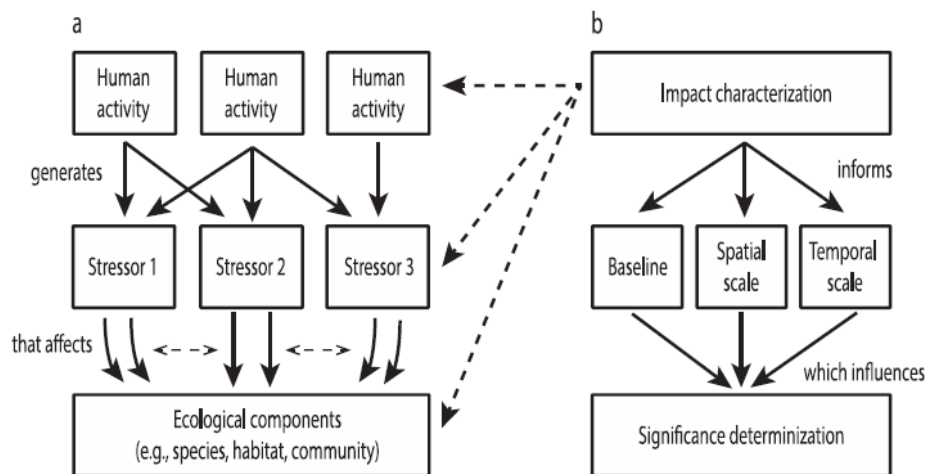 a
b
Human
activity
Human
activity
Human
activity
Impact characterization
generates
informs
Stressor 1
Stressor 2
Stressor 3
Baseline
Spatial
scale
Temporal
scale
that affects
which influences
Ecological components
(e.g., species, habitat, community)
Significance determinization